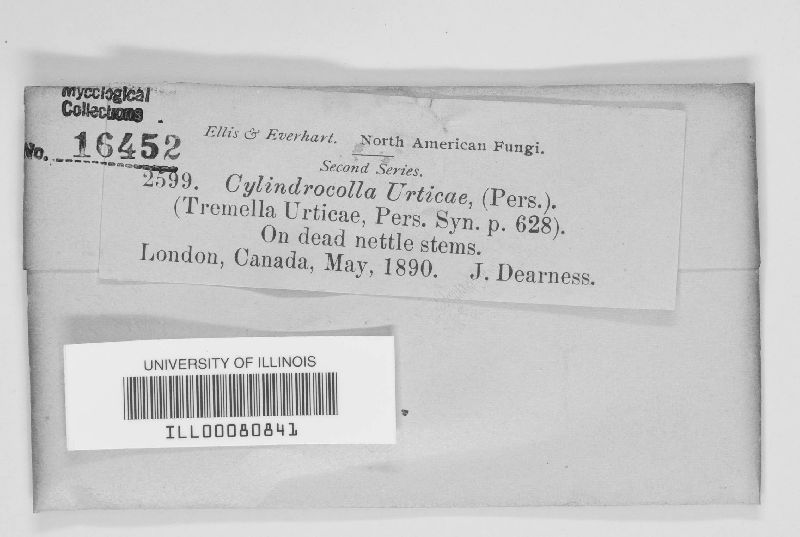 Mycological
Collections
No. 16452
Ellis & Everhart. North American Fungi.
Second Series.
2599. Cylindrocolla Urticae, (Pers.).
(Tremella Urticae, Pers. Syn. p. 628).
On dead nettle stems.
London, Canada, May, 1890. J. Dearness.
UNIVERSITY OF ILLINOIS
ILL00080841